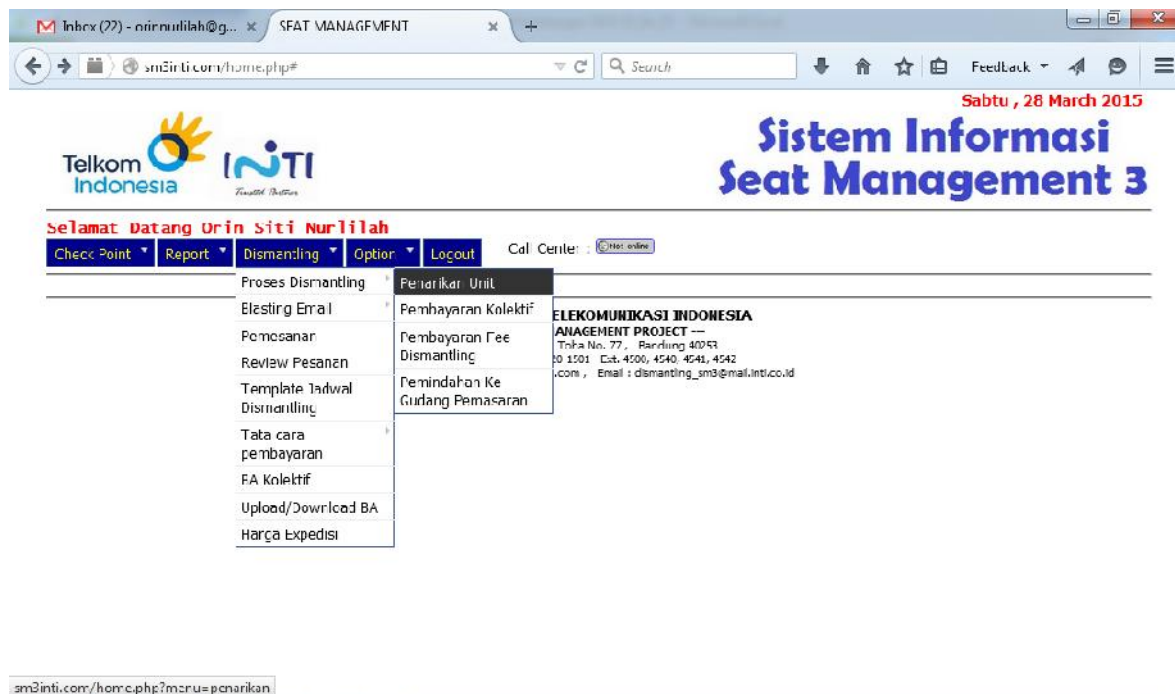 Inbox (22) - orinnurlilah@g...
SEAT MANAGEMENT
sm3inti.com/home.php#
Search
Feedback
Sabtu , 28 March 2015
Telkom
Indonesia
INTI
Trusted Partner
Sistem Informasi
Seat Management 3
Selamat Datang Orin Siti Nurlilah
Check Point Report Dismantling Option Logout Call Center : Not online
Proses Dismantling
Blasting Email
Pemesanan
Review Pesanan
Template Jadwal
Dismantling
Tata cara
pembayaran
BA Kolektif
Upload/Download BA
Harga Expedisi
Penarikan Unit
Pembayaran Kolektif
Pembayaran Fee
Dismantling
Pemindahan Ke
Gudang Pemasaran
ELEKOMUNIKASI INDONESIA
ANAGEMENT PROJECT ---
Toha No. 77 , Bandung 40253
20 1501 Ext. 4500, 4540, 4541, 4542
.com , Email : dismantling_sm3@mail.inti.co.id
sm3inti.com/home.php?menu=penarikan